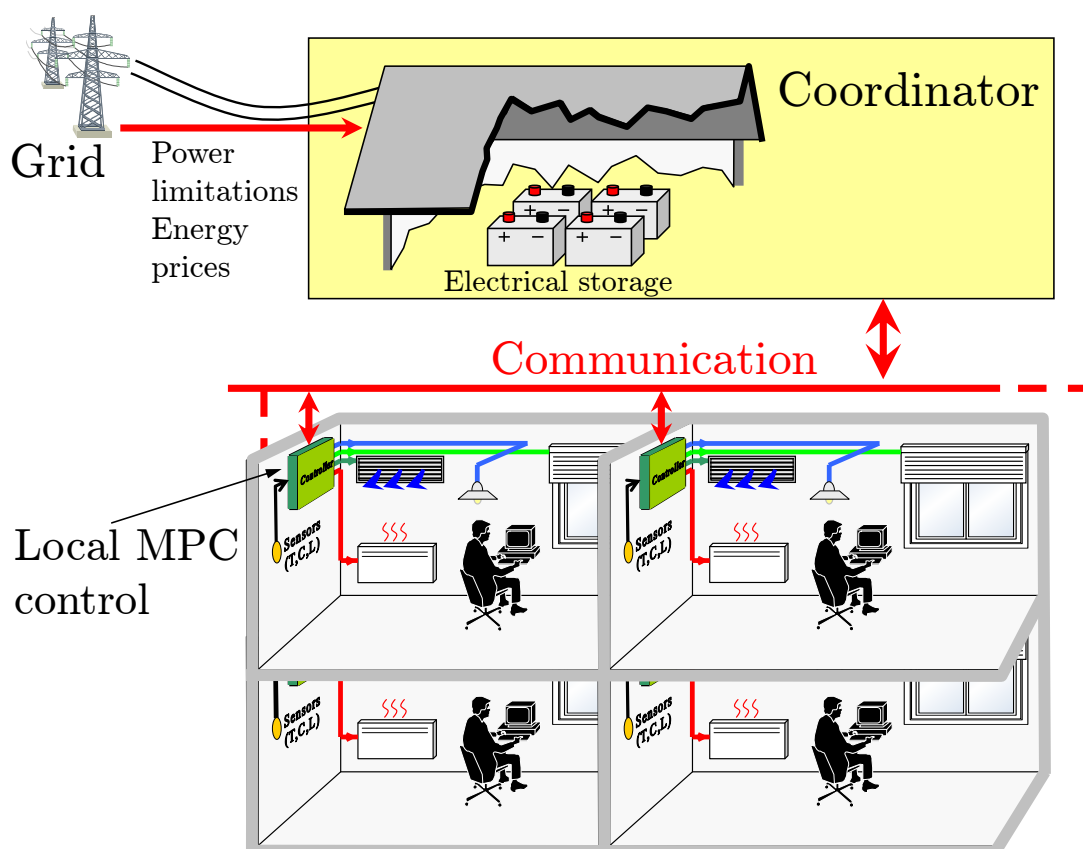 Coordinator
Grid
Power
limitations
Energy
prices
+ −
+ −
+ −
+ −
Electrical storage
Communication
Controller
Controller
Local MPC
control
Sensors
(T,C,L)
Sensors
(T,C,L)
Sensors
(T,C,L)
Sensors
(T,C,L)